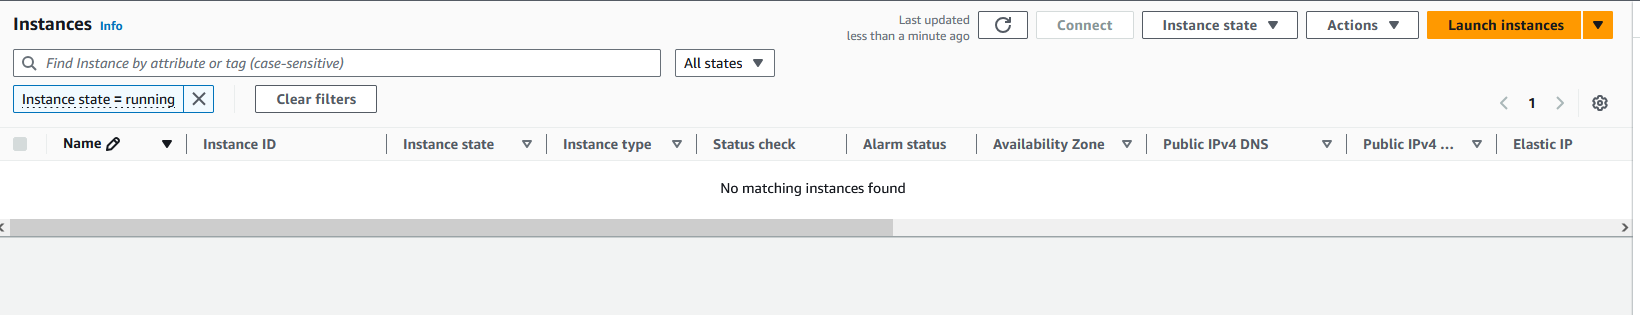 Instances Info
Last updated
less than a minute ago
Connect
Instance state
Actions
Launch instances
Find Instance by attribute or tag (case-sensitive)
All states
Instance state = running
Clear filters
1
Name
Instance ID
Instance state
Instance type
Status check
Alarm status
Availability Zone
Public IPv4 DNS
Public IPv4 ...
Elastic IP
No matching instances found